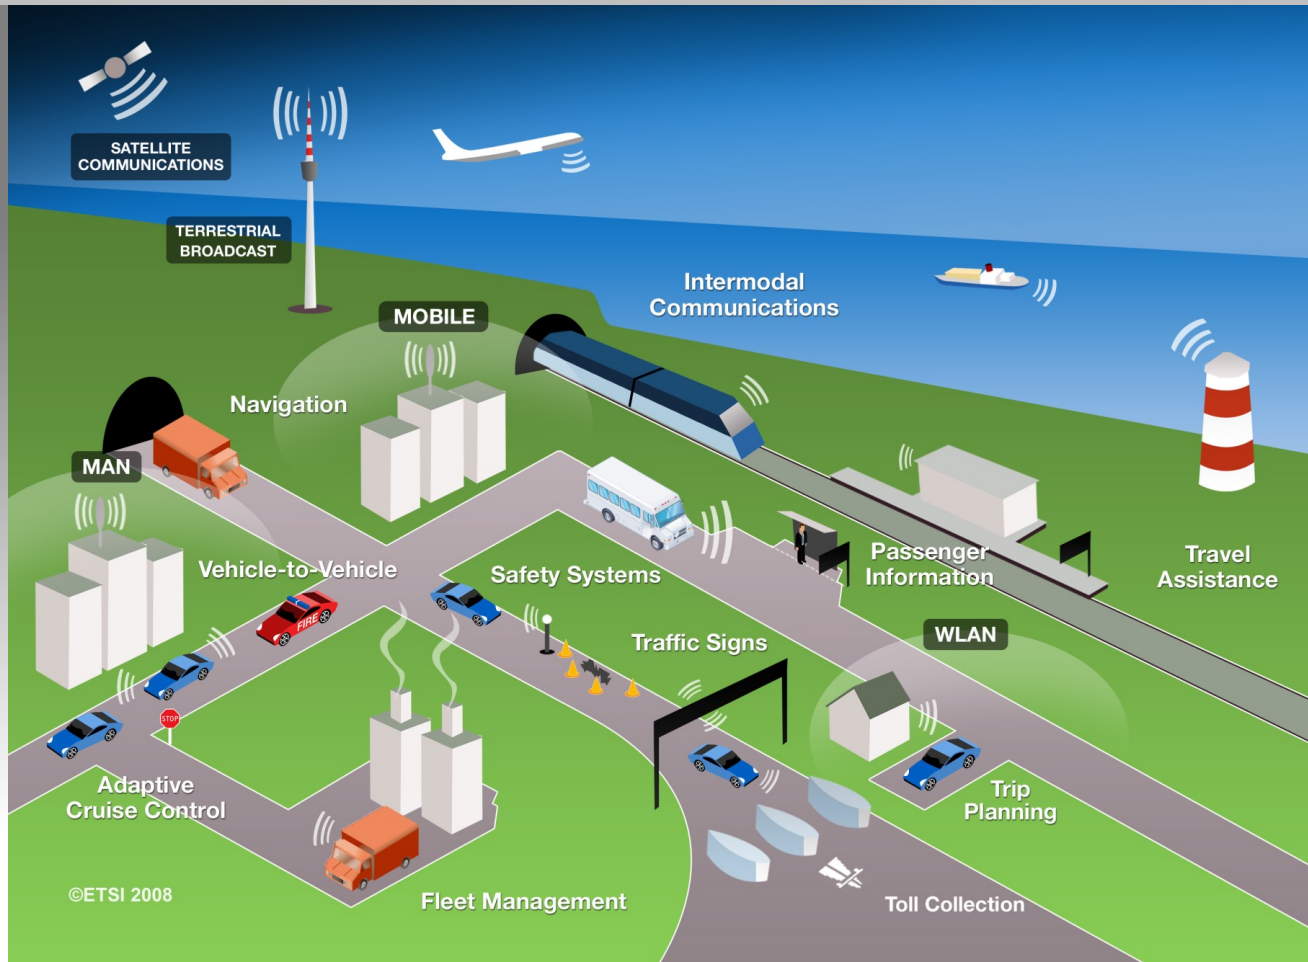 SATELLITE
COMMUNICATIONS
TERRESTRIAL
BROADCAST
Intermodal
Communications
MOBILE
Navigation
MAN
Vehicle-to-Vehicle
Safety Systems
Passenger
Information
Travel
Assistance
FIRE
Traffic Signs
WLAN
STOP
Adaptive
Cruise Control
Trip
Planning
©ETSI 2008
Fleet Management
Toll Collection